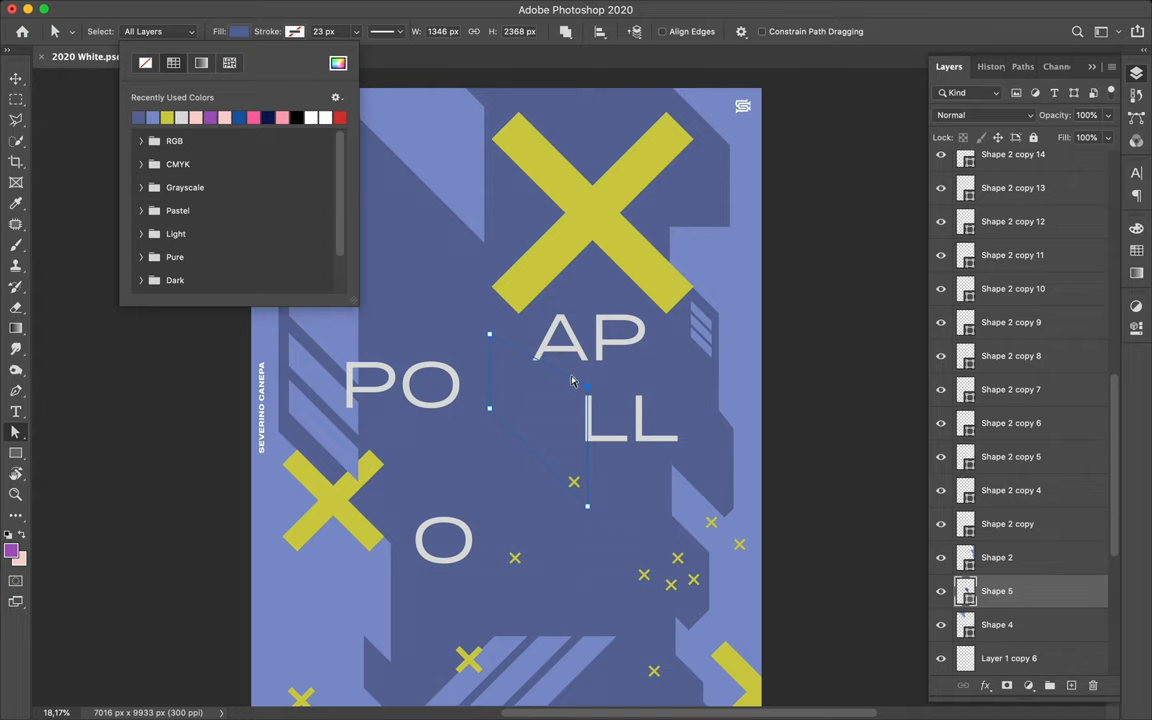 Adobe Photoshop 2020
Select: All Layers Fill: Stroke: 23 px W: 1346 px H: 2368 px Align Edges Constrain Path Dragging
2020 White.psd
Recently Used Colors
RGB
CMYK
Grayscale
Pastel
Light
Pure
Dark
SEVERINO CANEPA
AP
PO
LL
O
Layers History Paths Chann
Kind
Normal Opacity: 100%
Lock: Fill: 100%
Shape 2 copy 14
Shape 2 copy 13
Shape 2 copy 12
Shape 2 copy 11
Shape 2 copy 10
Shape 2 copy 9
Shape 2 copy 8
Shape 2 copy 7
Shape 2 copy 6
Shape 2 copy 5
Shape 2 copy 4
Shape 2 copy
Shape 2
Shape 5
Shape 4
Layer 1 copy 6
18,17% 7016 px x 9933 px (300 ppi)